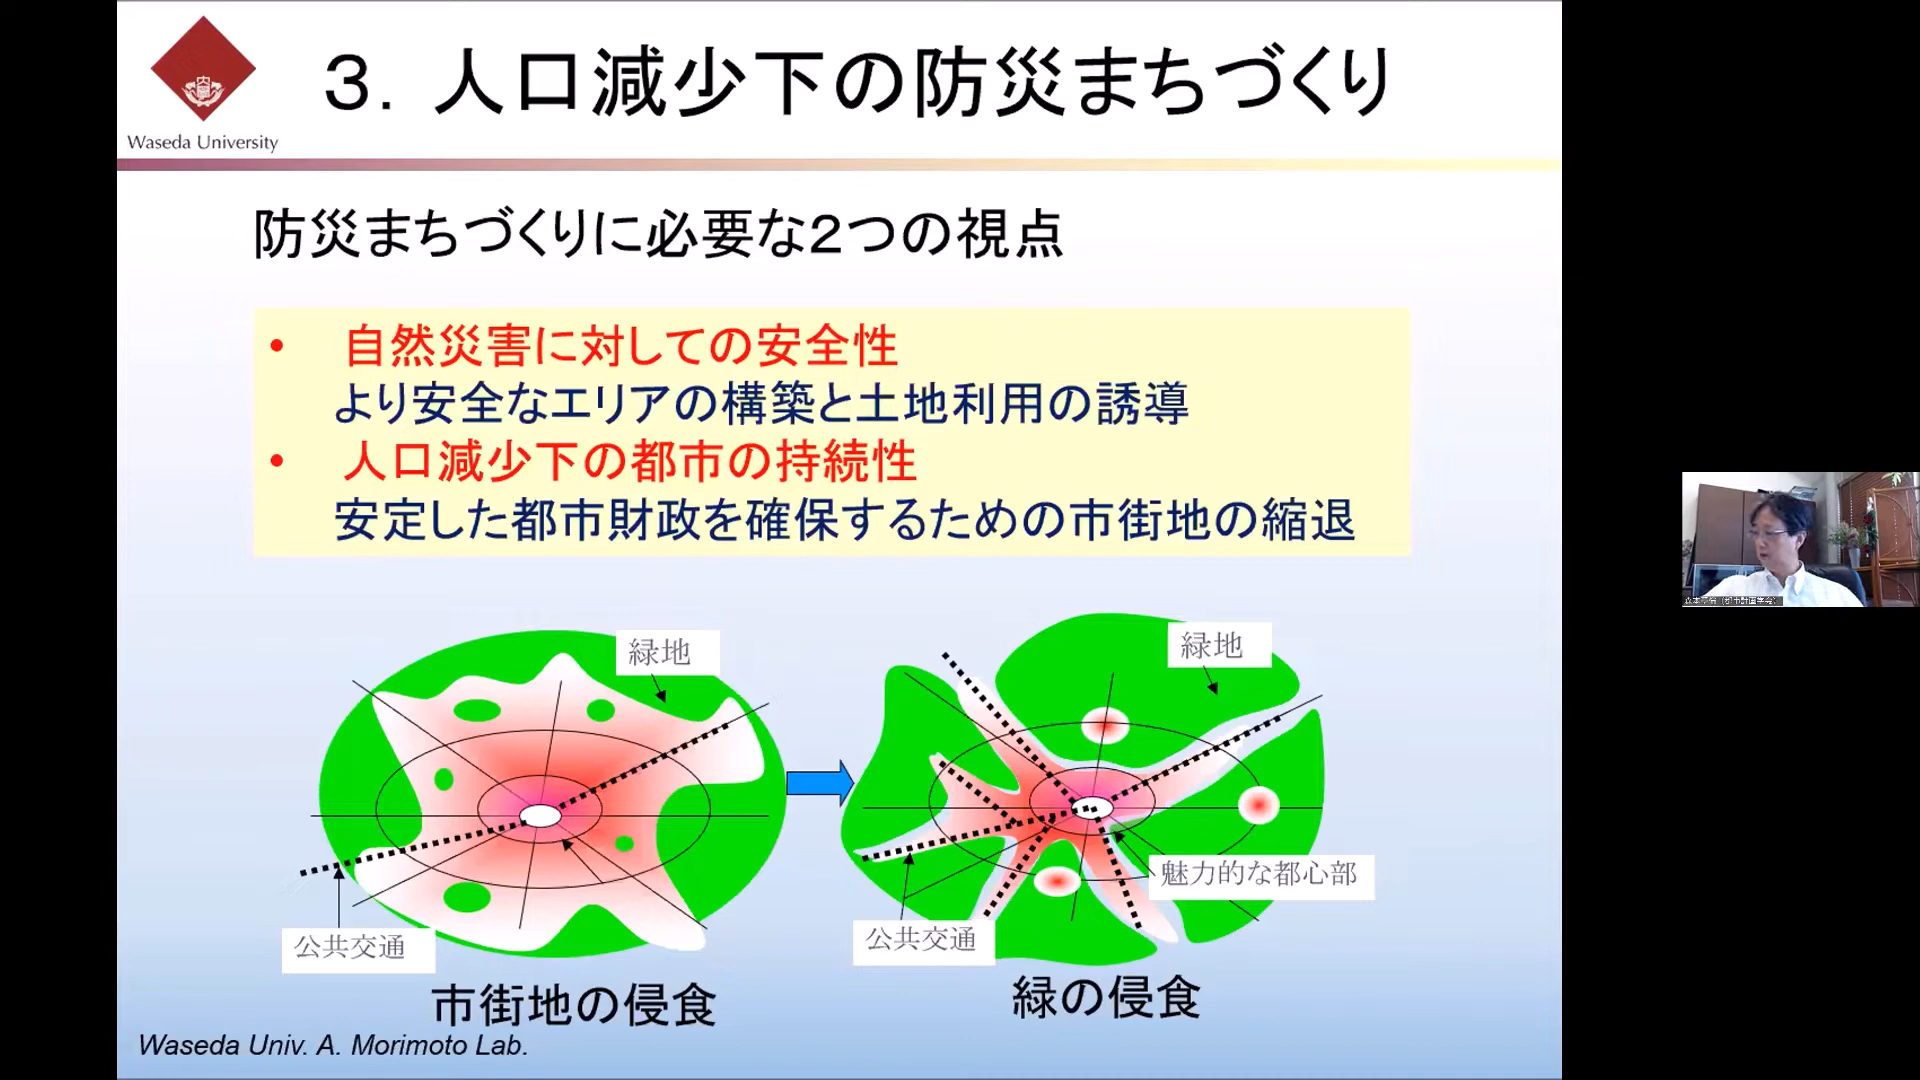 Waseda University
３．人口減少下の防災まちづくり
防災まちづくりに必要な２つの視点
• 自然災害に対しての安全性
より安全なエリアの構築と土地利用の誘導
• 人口減少下の都市の持続性
安定した都市財政を確保するための市街地の縮退
緑地
公共交通
市街地の侵食
緑地
魅力的な都心部
公共交通
緑の侵食
Waseda Univ. A. Morimoto Lab.